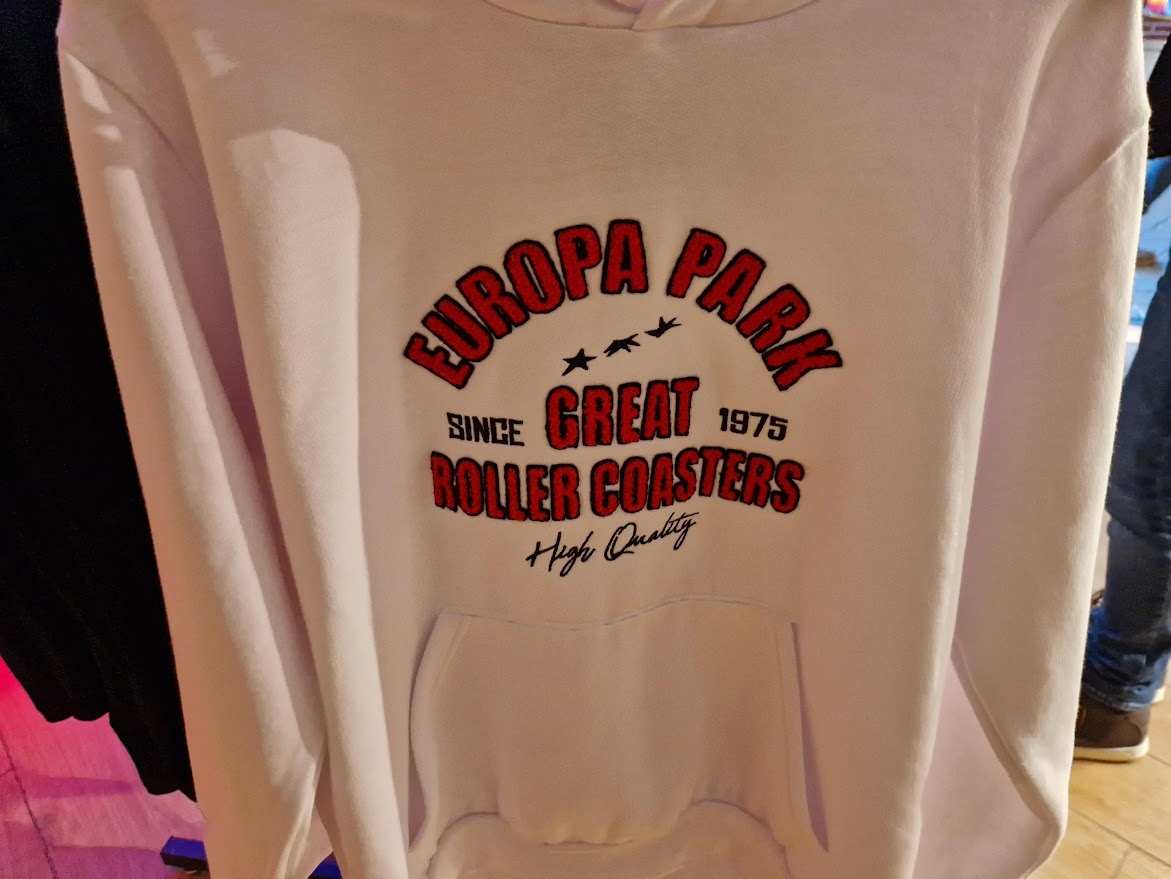 EUROPA PARK
SINCE GREAT 1975
ROLLER COASTERS
High Quality